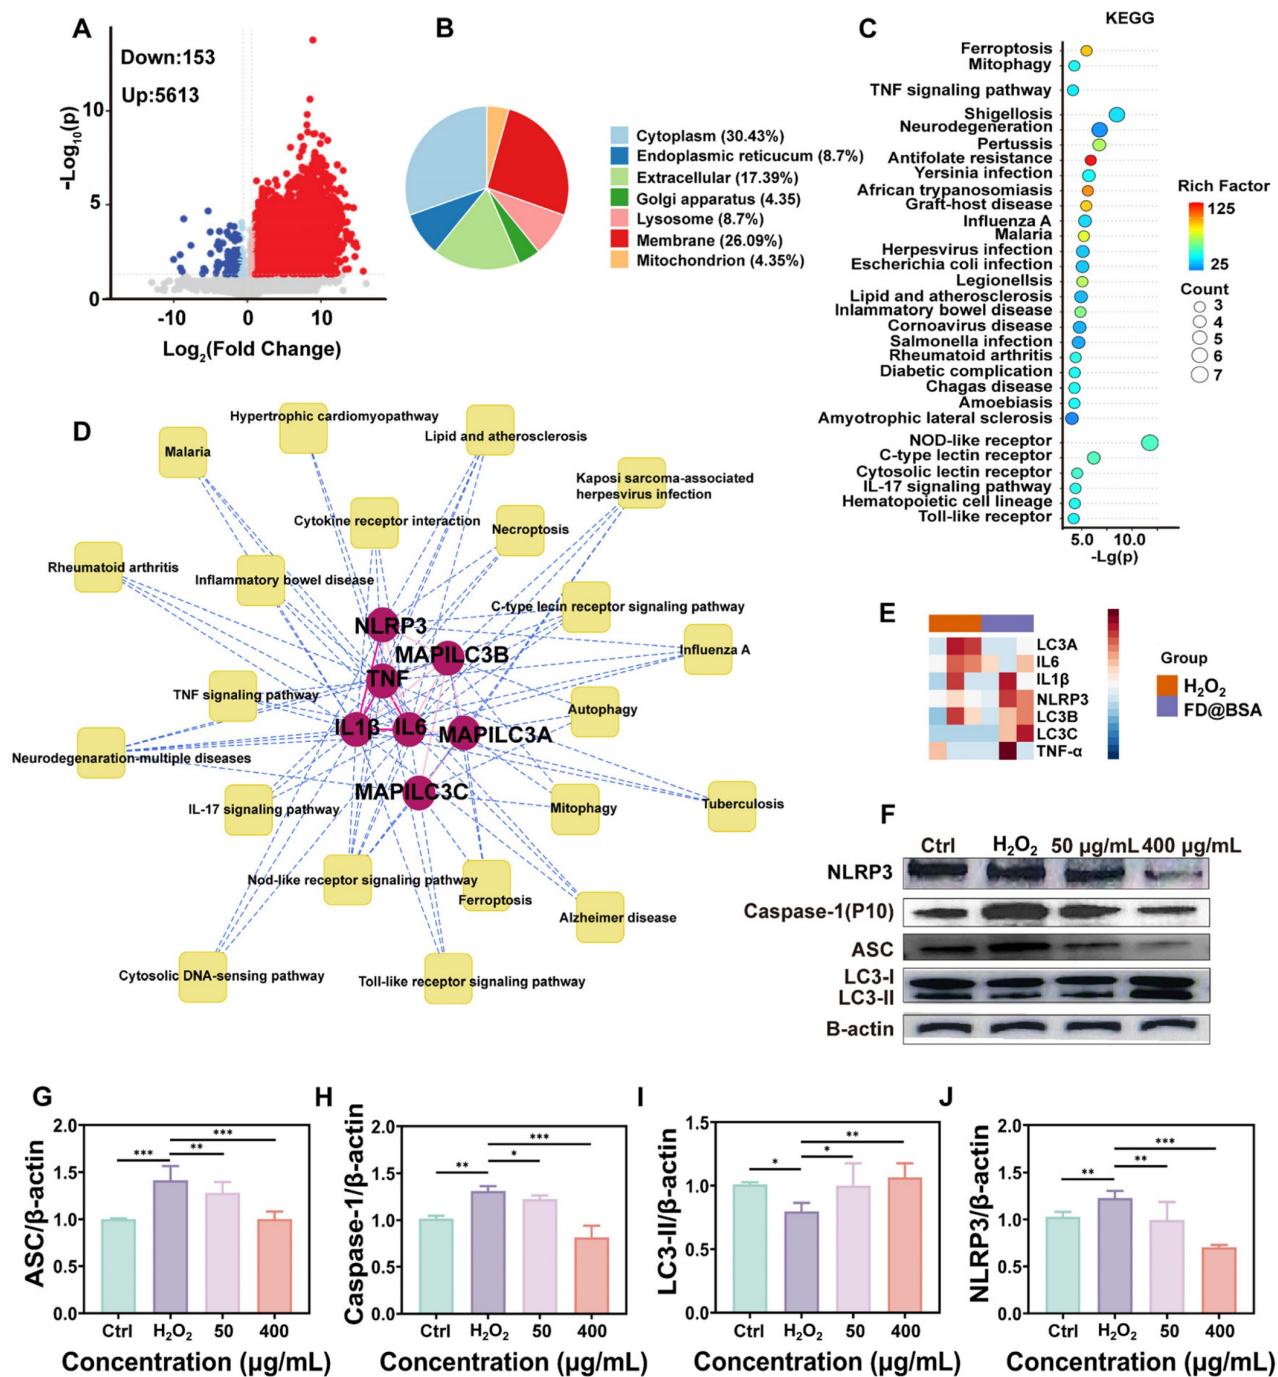 A
Down:153
Up:5613
-Log10(p)
10
5
0
-10
0
10
Log2(Fold Change)
B
Cytoplasm (30.43%)
Endoplasmic reticucum (8.7%)
Extracellular (17.39%)
Golgi apparatus (4.35)
Lysosome (8.7%)
Membrane (26.09%)
Mitochondrion (4.35%)
C
KEGG
Ferroptosis
Mitophagy
TNF signaling pathway
Shigellosis
Neurodegeneration
Pertussis
Antifolate resistance
Yersinia infection
African trypanosomiasis
Graft-host disease
Influenza A
Malaria
Herpesvirus infection
Escherichia coli infection
Legionellsis
Lipid and atherosclerosis
Inlammatory bowel disease
Cornoavirus disease
Salmonella infection
Rheumatoid arthritis
Diabetic complication
Chagas disease
Amoebiasis
Amyotrophic lateral sclerosis
NOD-like receptor
C-type lectin receptor
Cytosolic lectin receptor
IL-17 signaling pathway
Hematopoietic cell lineage
Toll-like receptor
5.0
10.0
-Lg(p)
Rich Factor
125
25
Count
3
4
5
6
7
D
Hypertrophic cardiomyopathway
Lipid and atherosclerosis
Malaria
Kaposi sarcoma-associated
herpesvirus infection
Cytokine receptor interaction
Necroptosis
Rheumatoid arthritis
Inflammatory bowel disease
C-type lecin receptor signaling pathway
NLRP3
MAPILC3B
Influenza A
TNF
TNF signaling pathway
Autophagy
IL1β
IL6
MAPILC3A
Neurodegenaration-multiple diseases
MAPILC3C
IL-17 signaling pathway
Mitophagy
Tuberculosis
Nod-like receptor signaling pathway
Ferroptosis
Alzheimer disease
Cytosolic DNA-sensing pathway
Toll-like receptor signaling pathway
E
LC3A
IL6
IL1β
NLRP3
LC3B
LC3C
TNF-α
Group
H2O2
FD@BSA
F
Ctrl
H2O2
50 μg/mL
400 μg/mL
NLRP3
Caspase-1(P10)
ASC
LC3-I
LC3-II
B-actin
G
ASC/β-actin
2.0
1.5
1.0
0.5
0.0
***
**
***
Ctrl
H2O2
50
400
Concentration (μg/mL)
H
Caspase-1/β-actin
2.0
1.5
1.0
0.5
0.0
**
*
***
Ctrl
H2O2
50
400
Concentration (μg/mL)
I
LC3-II/β-actin
1.5
1.0
0.5
0.0
*
*
**
Ctrl
H2O2
50
400
Concentration (μg/mL)
J
NLRP3/β-actin
2.0
1.5
1.0
0.5
0.0
**
**
***
Ctrl
H2O2
50
400
Concentration (μg/mL)